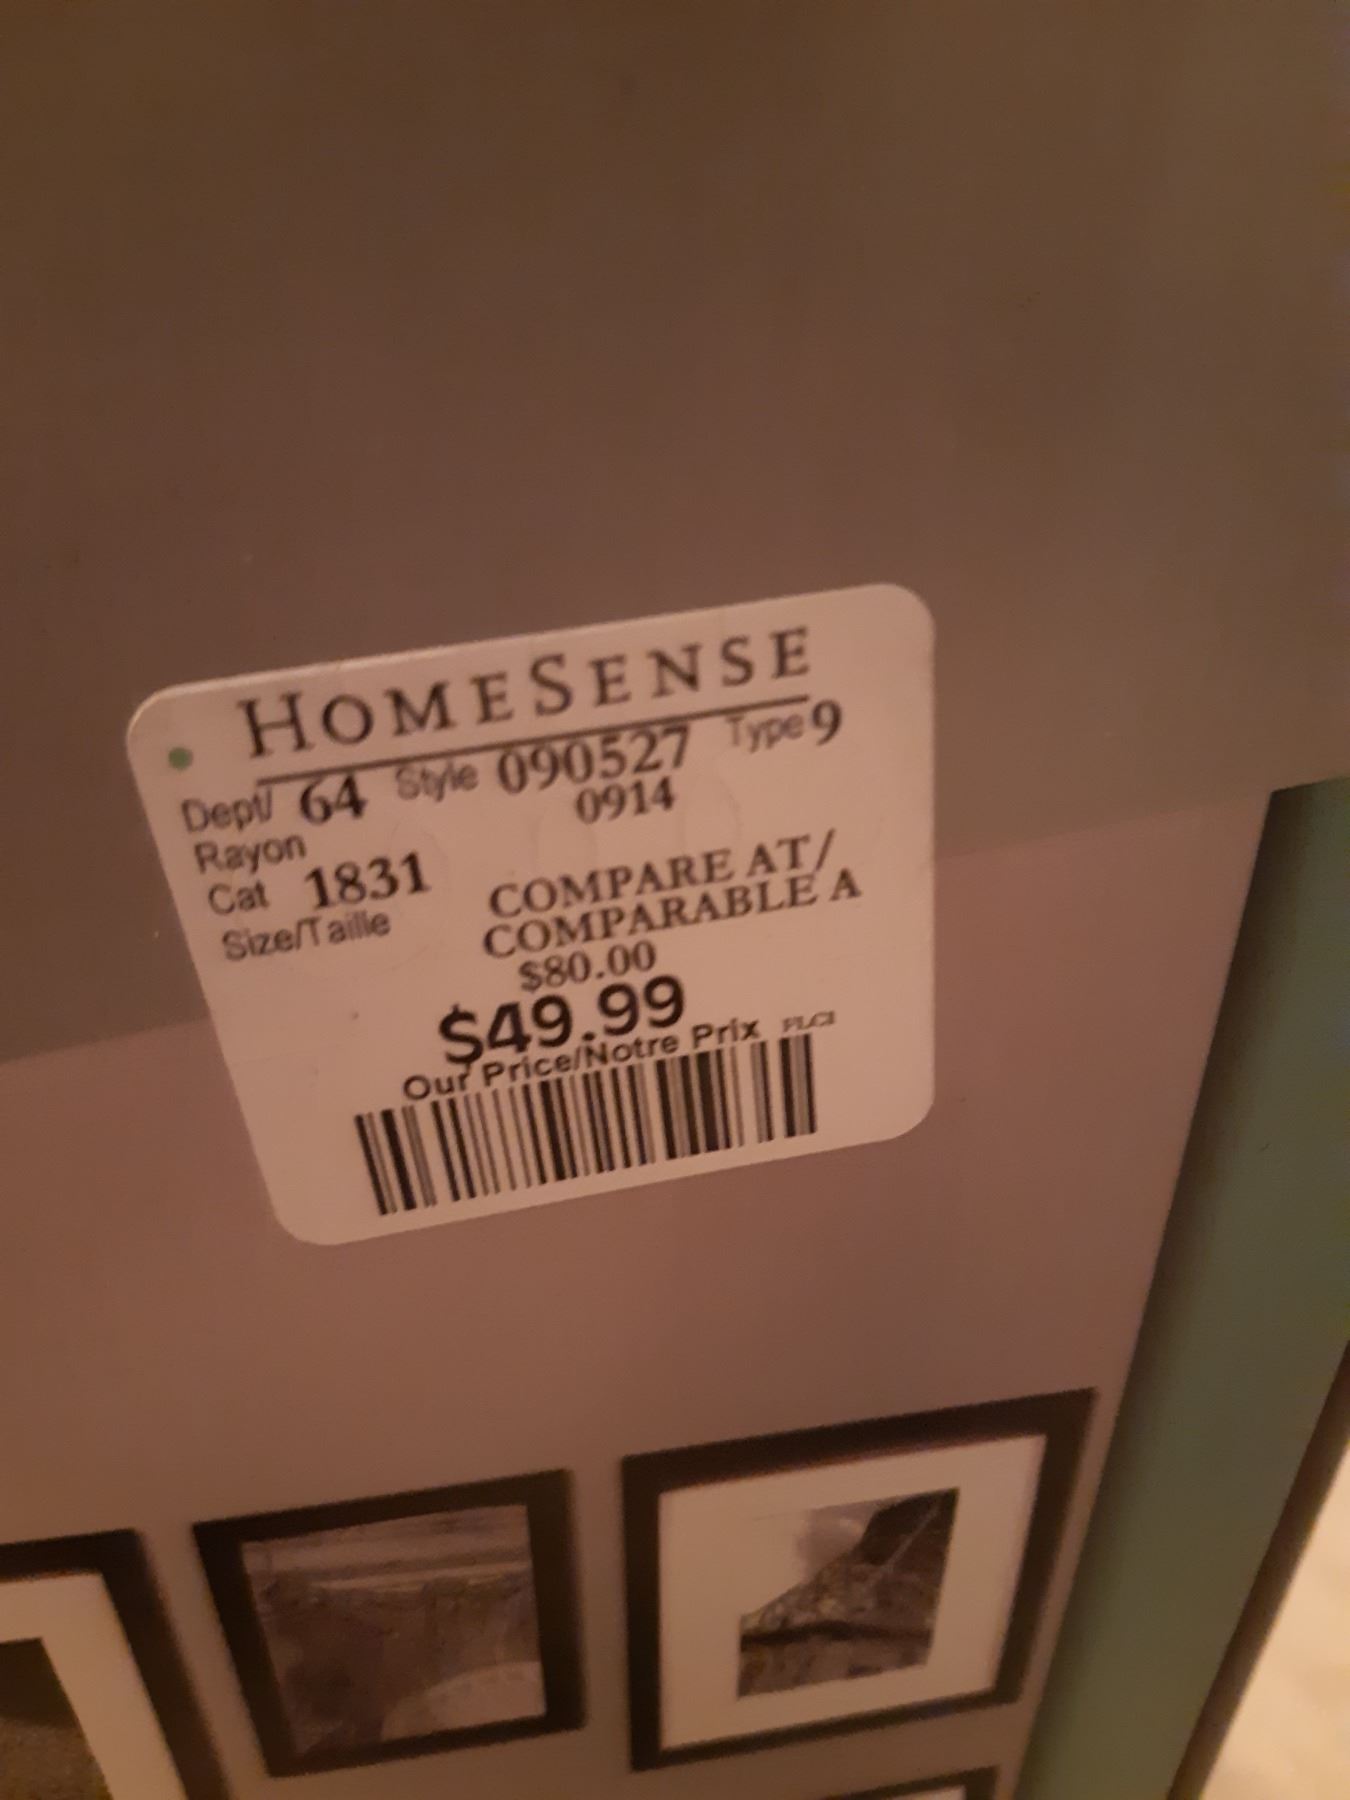 HOMESENSE
Dept/ 64 Style 090527 Type 9
Rayon 0914
Cat 1831 COMPARE AT/
Size/Taille COMPARABLE A
$80.00
$49.99
Our Price/Notre Prix PLCI